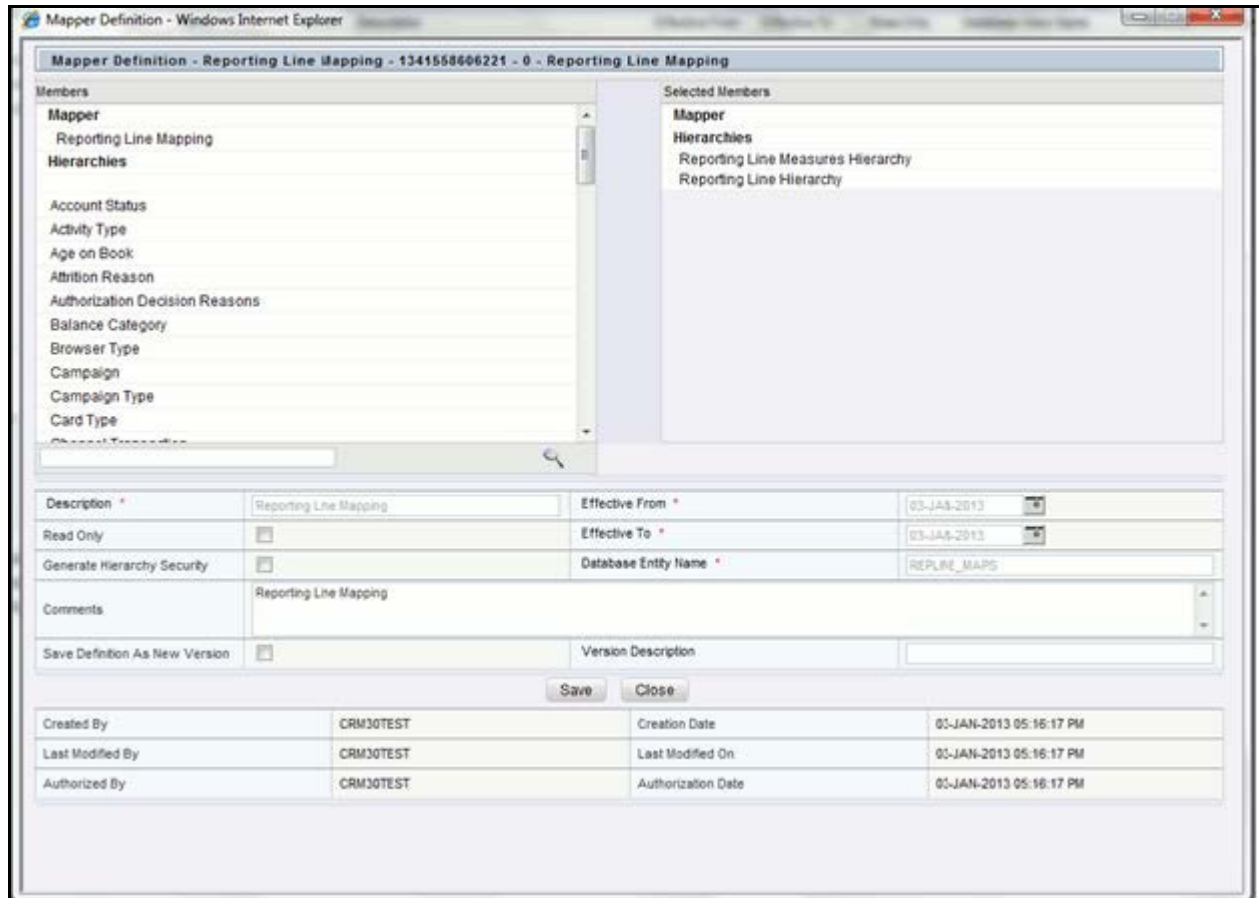 Mapper Definition - Windows Internet Explorer
Mapper Definition - Reporting Line Mapping - 1341558606221 - 0 - Reporting Line Mapping
Members
Mapper
Reporting Line Mapping
Hierarchies
Account Status
Activity Type
Age on Book
Attrition Reason
Authorization Decision Reasons
Balance Category
Browser Type
Campaign
Campaign Type
Card Type
Selected Members
Mapper
Hierarchies
Reporting Line Measures Hierarchy
Reporting Line Hierarchy
Description * Reporting Line Mapping Effective From * 03-JAN-2013
Read Only Effective To * 03-JAN-2013
Generate Hierarchy Security Database Entity Name * REPLINE_MAPS
Comments Reporting Line Mapping
Save Definition As New Version Version Description
Save Close
Created By CRM30TEST Creation Date 03-JAN-2013 05:16:17 PM
Last Modified By CRM30TEST Last Modified On 03-JAN-2013 05:16:17 PM
Authorized By CRM30TEST Authorization Date 03-JAN-2013 05:16:17 PM